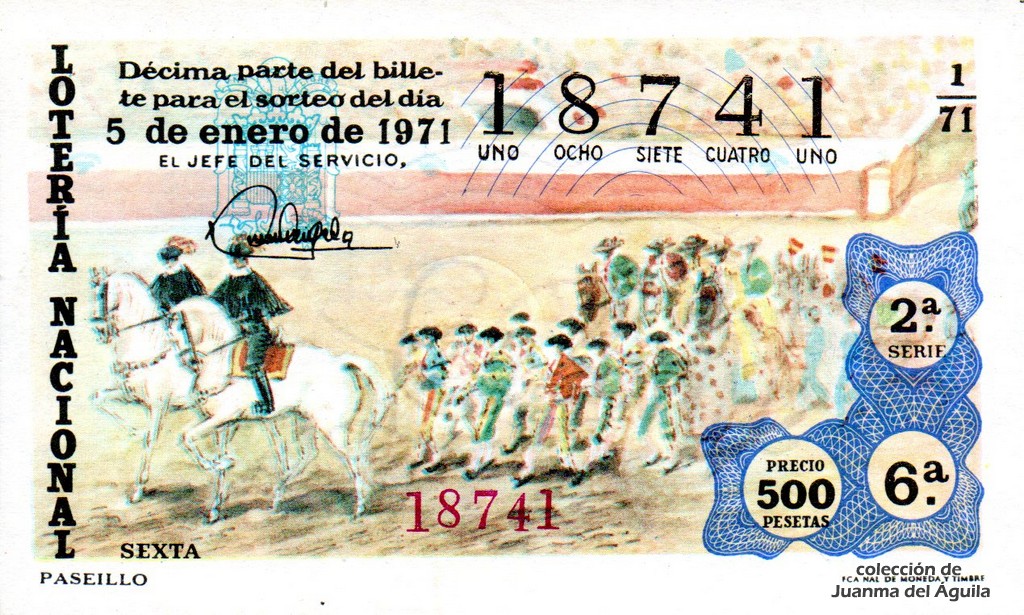 LOTERÍA NACIONAL
Décima parte del bille-
te para el sorteo del día
5 de enero de 1971
EL JEFE DEL SERVICIO,
18741
UNO OCHO SIETE CUATRO UNO
1
71
2.ª
SERIE
PRECIO
500
PESETAS
6.ª
18741
SEXTA
PASEILLO
FCA NAL DE MONEDA Y TIMBRE
colección de
Juanma del Águila